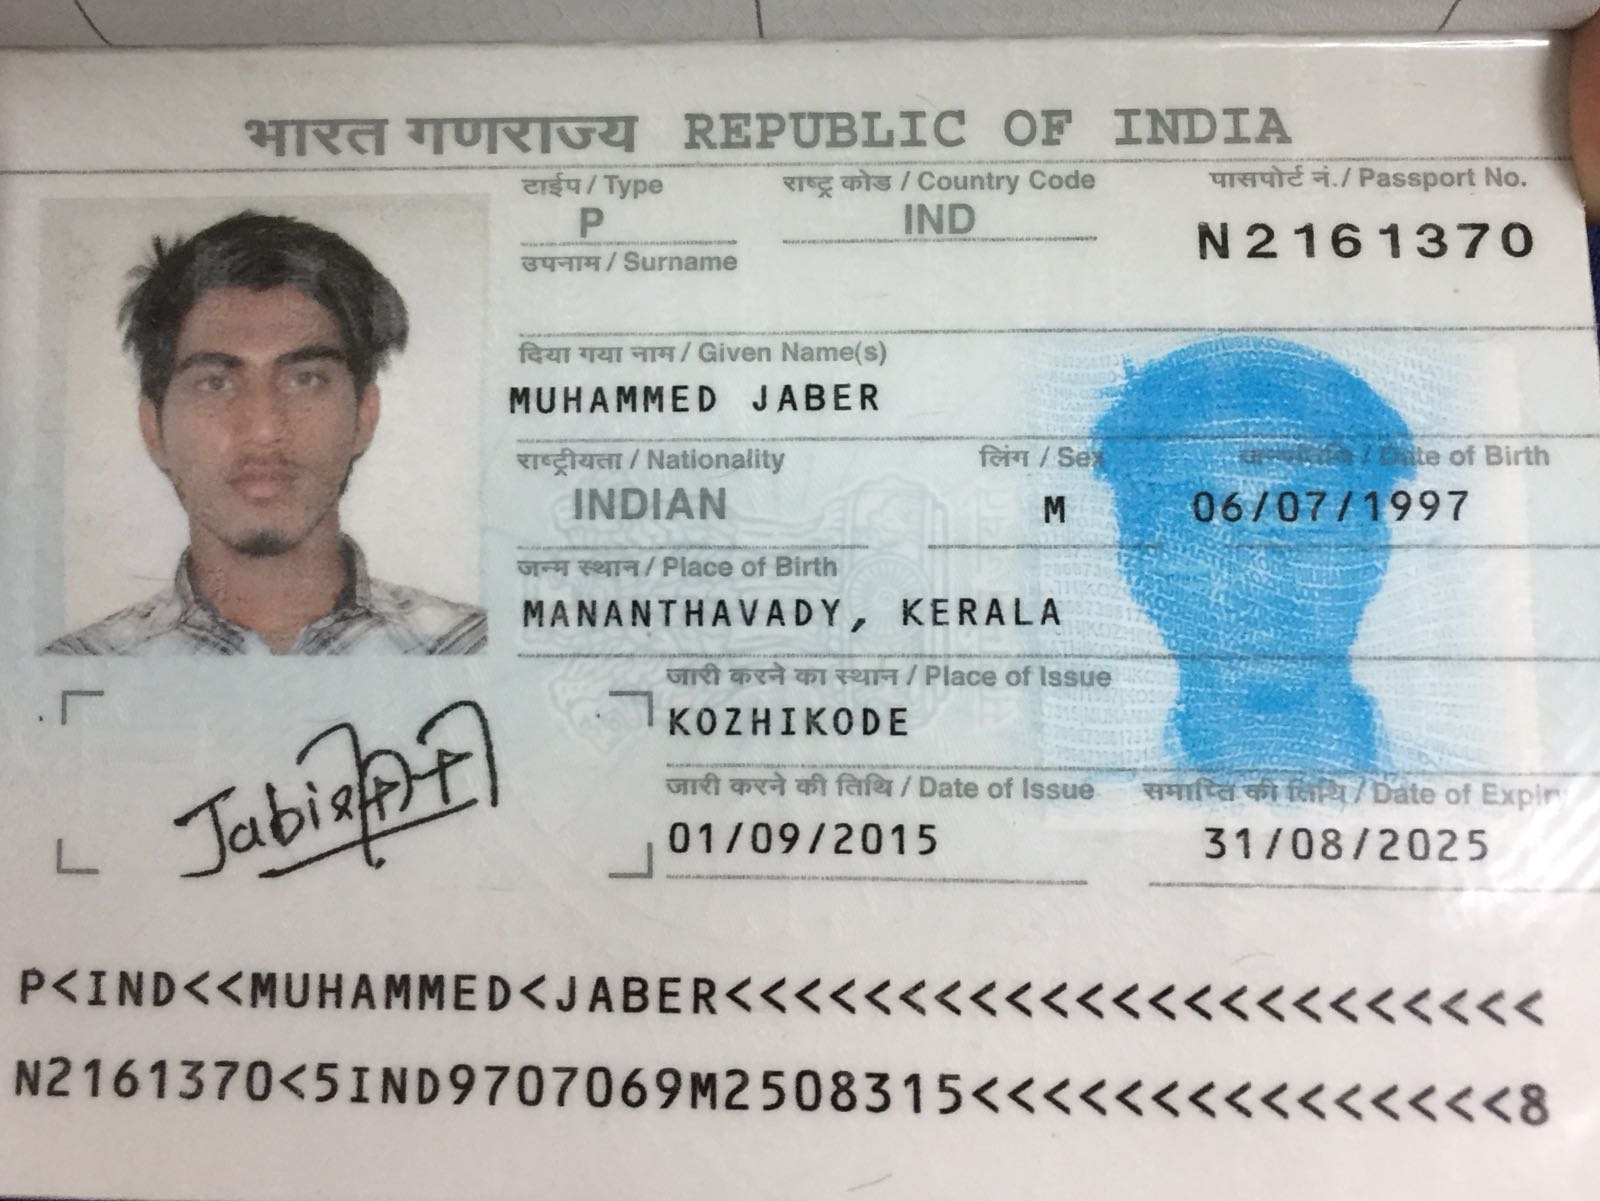 भारत गणराज्य REPUBLIC OF INDIA
टाईप / Type राष्ट्र कोड / Country Code पासपोर्ट नं./ Passport No.
P IND N2161370
उपनाम / Surname
दिया गया नाम / Given Name(s)
MUHAMMED JABER
राष्ट्रीयता / Nationality लिंग / Sex जन्मतिथि / Date of Birth
INDIAN M 06/07/1997
जन्म स्थान / Place of Birth
MANANTHAVADY, KERALA
जारी करने का स्थान / Place of Issue
KOZHIKODE
जारी करने की तिथि / Date of Issue समाप्ति की तिथि / Date of Expiry
01/09/2015 31/08/2025
P<IND<<MUHAMMED<JABER<<<<<<<<<<<<<<<<<<<<<<<
N2161370<5IND9707069M2508315<<<<<<<<<<<<<<<8